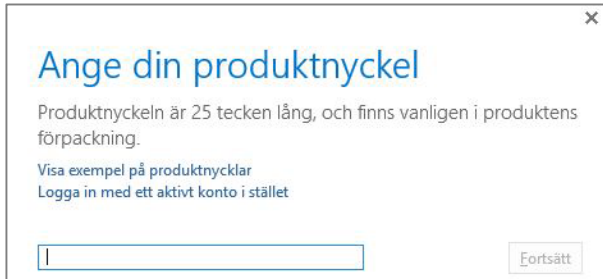 Ange din produktnyckel
Produktnyckeln är 25 tecken lång, och finns vanligen i produktens
förpackning.
Visa exempel på produktnycklar
Logga in med ett aktivt konto i stället
Fortsätt